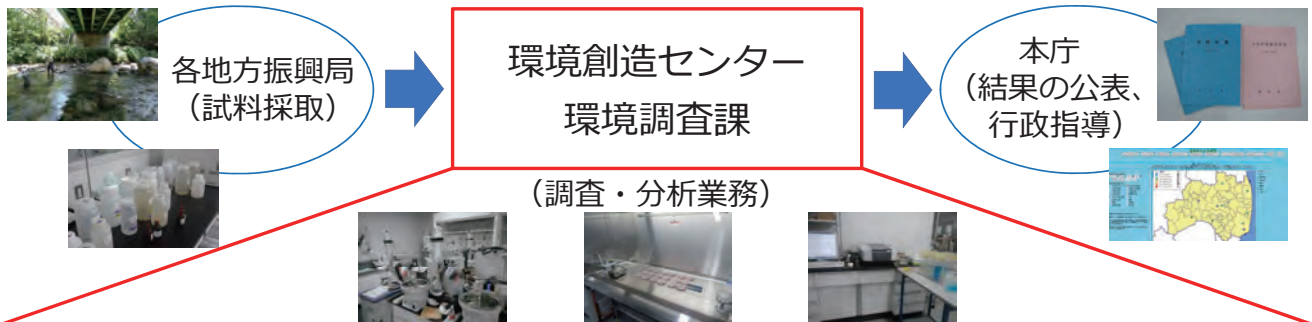 各地方振興局
（試料採取）
環境創造センター
環境調査課
（調査・分析業務）
本庁
（結果の公表、
行政指導）